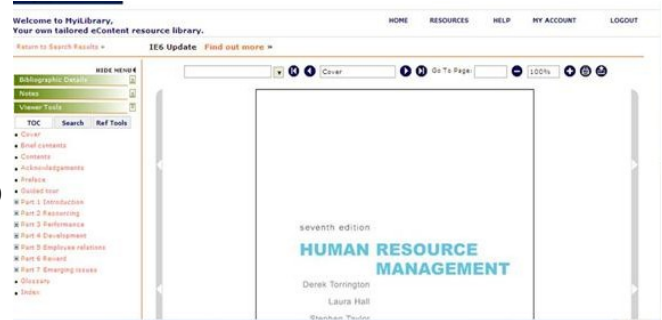 Welcome to MyiLibrary,
Your own tailored eContent resource library.
HOME RESOURCES HELP MY ACCOUNT LOGOUT
Return to Search Results »
IE6 Update Find out more »
HIDE MENU
Bibliographic Details
Notes
Viewer Tools
TOC Search Ref Tools
Cover
Brief contents
Contents
Acknowledgements
Preface
Guided tour
Part 1 Introduction
Part 2 Resourcing
Part 3 Performance
Part 4 Development
Part 5 Employee relations
Part 6 Reward
Part 7 Emerging issues
Glossary
Index
Cover
Go To Page:
100%
seventh edition
HUMAN RESOURCE
MANAGEMENT
Derek Torrington
Laura Hall
Stephen Taylor